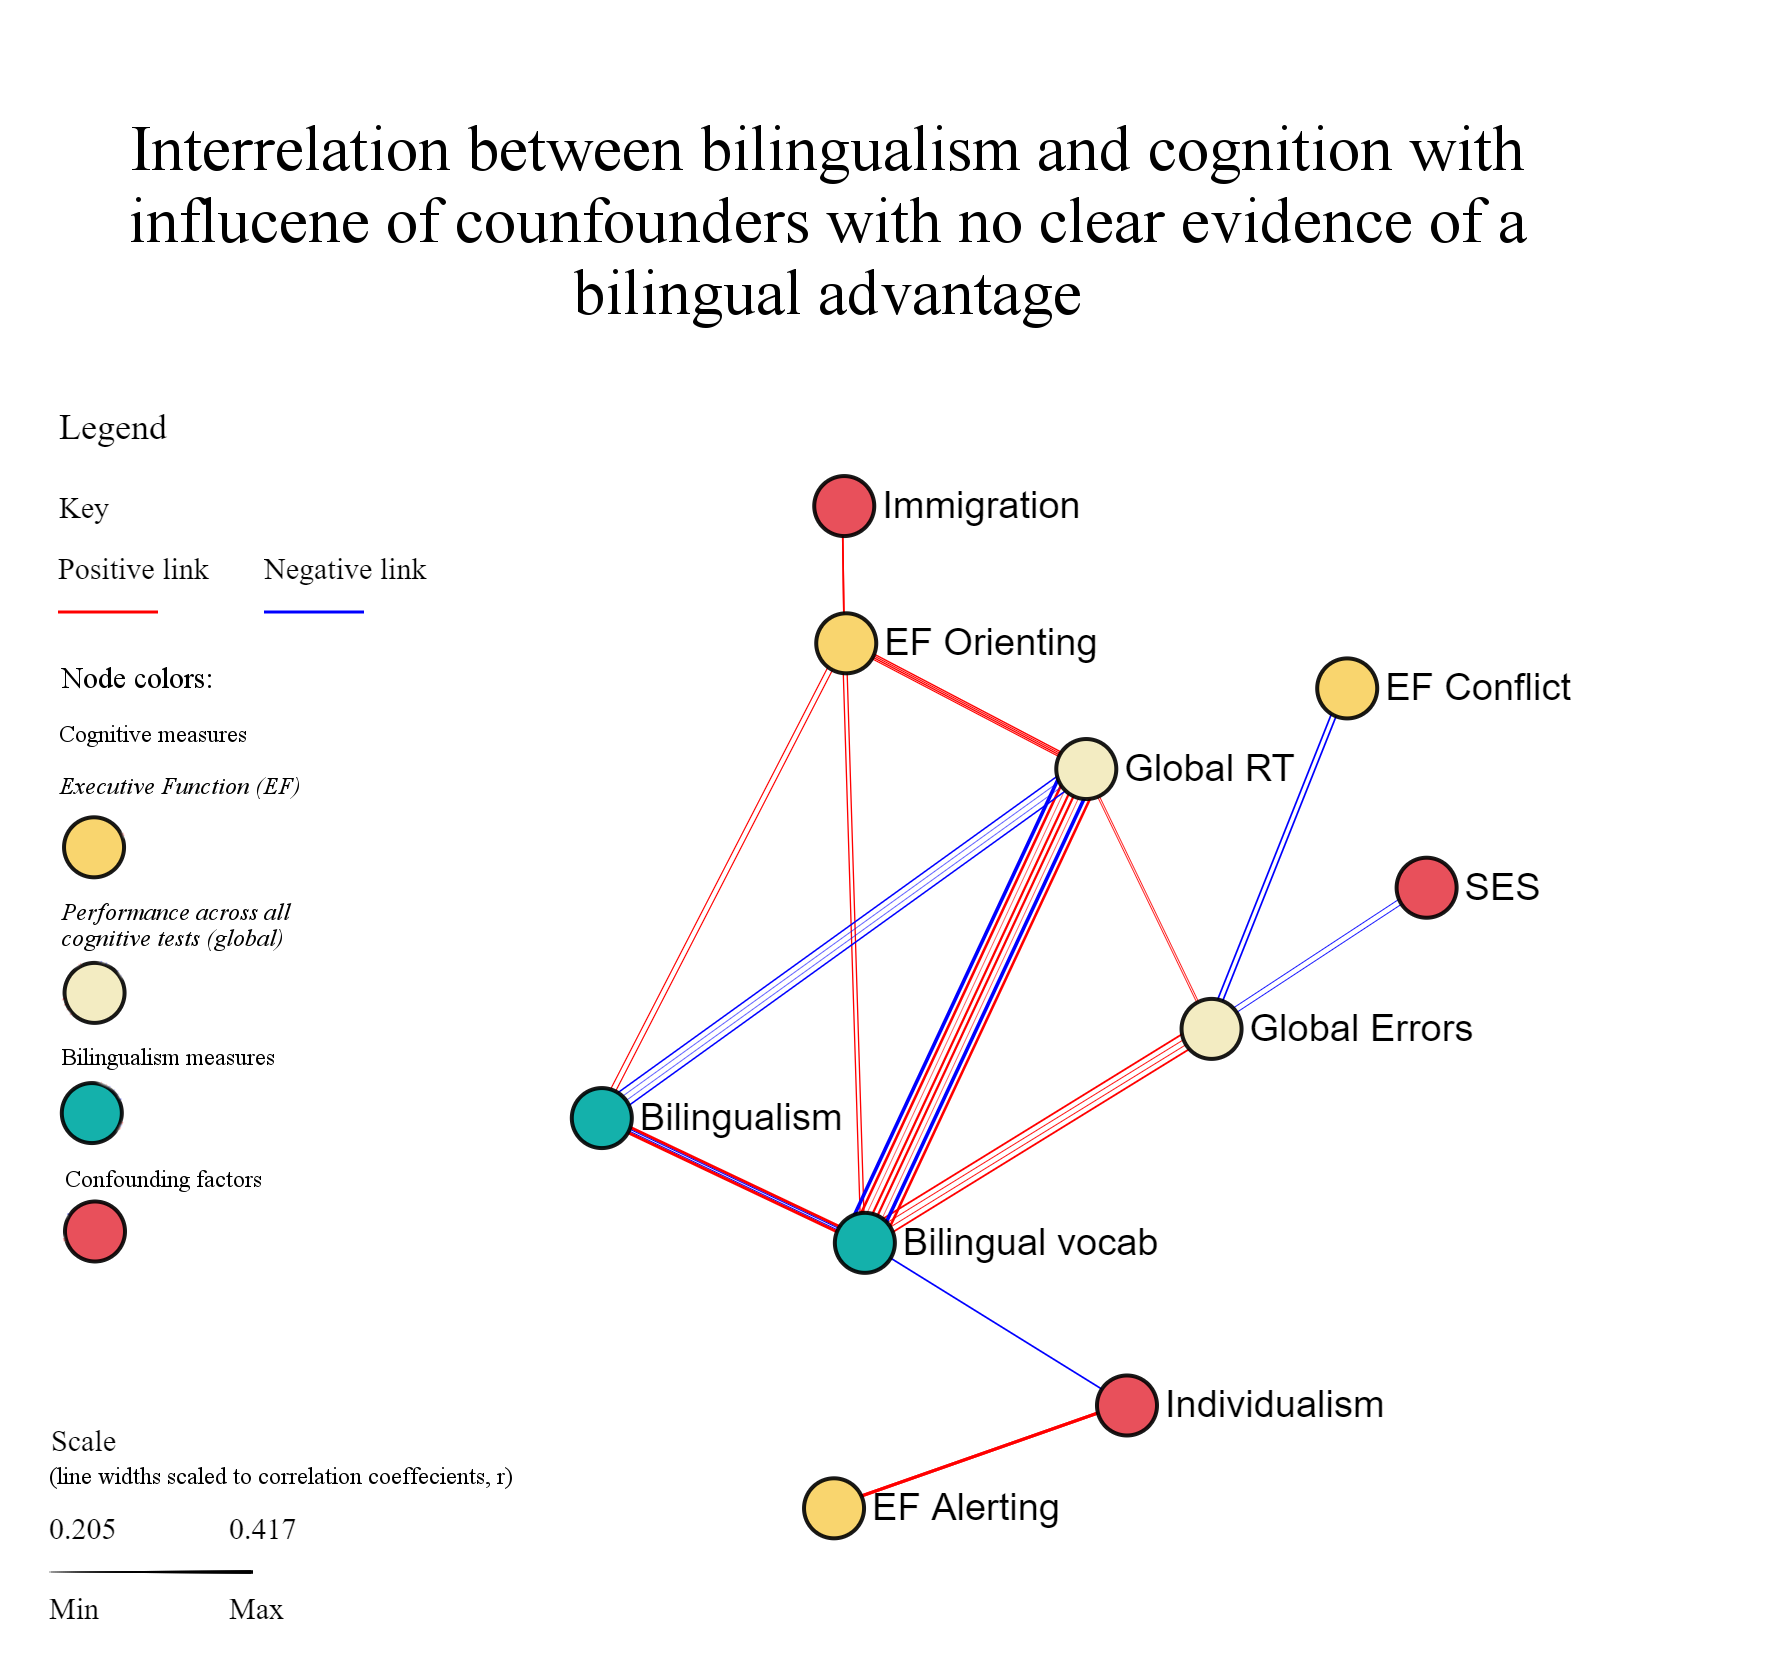 Interrelation between bilingualism and cognition with
influcene of counfounders with no clear evidence of a
bilingual advantage
Legend
Key
Positive link
Negative link
Node colors:
Cognitive measures
Executive Function (EF)
Performance across all
cognitive tests (global)
Bilingualism measures
Confounding factors
Scale
(line widths scaled to correlation coeffecients, r)
0.205
0.417
Min
Max
Immigration
EF Orienting
EF Conflict
Global RT
SES
Global Errors
Bilingualism
Bilingual vocab
Individualism
EF Alerting